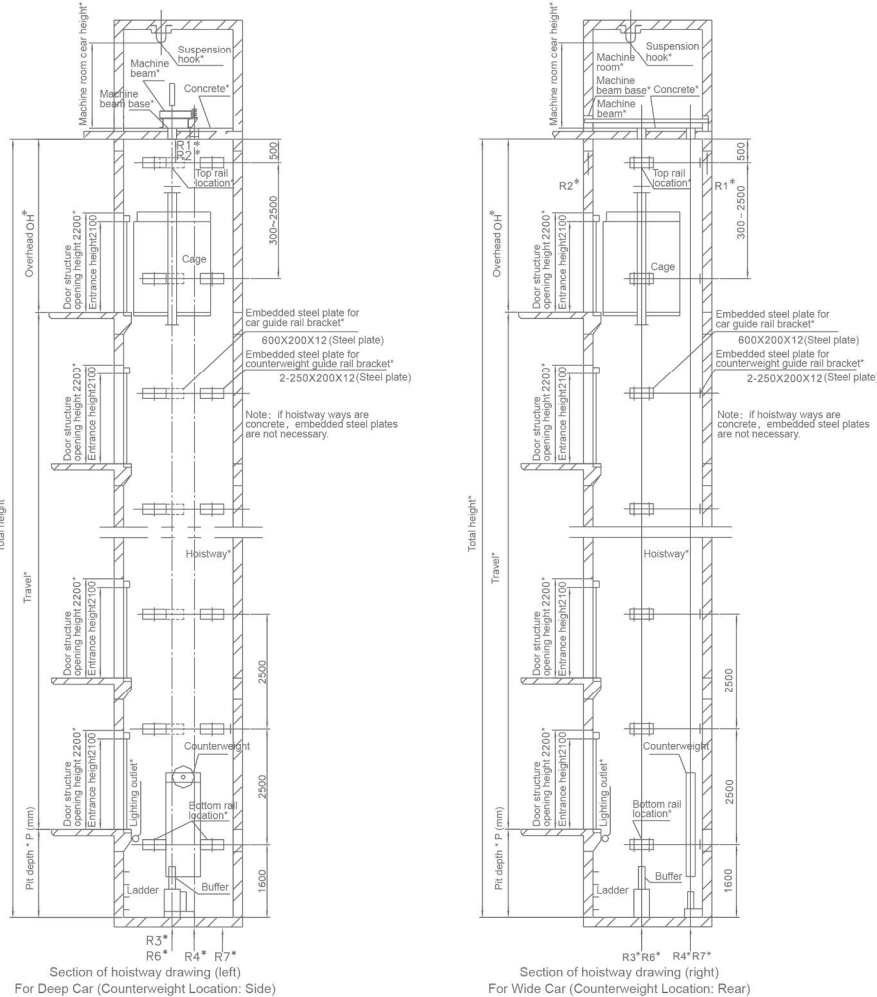 Machine room cear height*
Suspension
hook*
Machine
beam*
Machine
beam base*
Concrete*
R1*
R2*
Top rail
location*
500
300~2500
Overhead OH*
Door structure
opening height 2200*
Entrance height2100
Cage
Embedded steel plate for
car guide rail bracket*
600X200X12(Steel plate)
Embedded steel plate for
counterweight guide rail bracket*
2-250X200X12(Steel plate)
Door structure
opening height 2200*
Entrance height2100
Note: if hoistway ways are
concrete, embedded steel plates
are not necessary.
Total height*
Travel*
Hoistway*
Door structure
opening height 2200*
Entrance height2100
2500
Door structure
opening height 2200*
Entrance height2100
Lighting outlet*
Counterweight
2500
Bottom rail
location*
Pit depth * P (mm)
Ladder
Buffer
1600
R3*
R6*
R4*
R7*
Section of hoistway drawing (left)
For Deep Car (Counterweight Location: Side)
Machine room cear height*
Suspension
hook*
Machine
room*
Machine
beam base*
Machine
beam*
Concrete*
R2*
Top rail
location*
R1*
500
300~2500
Overhead OH*
Door structure
opening height 2200*
Entrance height2100
Cage
Embedded steel plate for
car guide rail bracket*
600X200X12(Steel plate)
Embedded steel plate for
counterweight guide rail bracket*
2-250X200X12(Steel plate)
Door structure
opening height 2200*
Entrance height2100
Note: if hoistway ways are
concrete, embedded steel plates
are not necessary.
Total height*
Travel*
Hoistway*
Door structure
opening height 2200*
Entrance height2100
2500
Door structure
opening height 2200*
Entrance height2100
Lighting outlet*
Counterweight
2500
Bottom rail
location*
Pit depth * P (mm)
Ladder
Buffer
1600
R3*R6*
R4*R7*
Section of hoistway drawing (right)
For Wide Car (Counterweight Location: Rear)